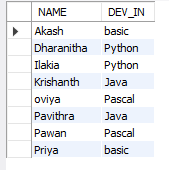 NAME DEV_IN
Akash basic
Dharanitha Python
Ilakia Python
Krishanth Java
oviya Pascal
Pavithra Java
Pawan Pascal
Priya basic